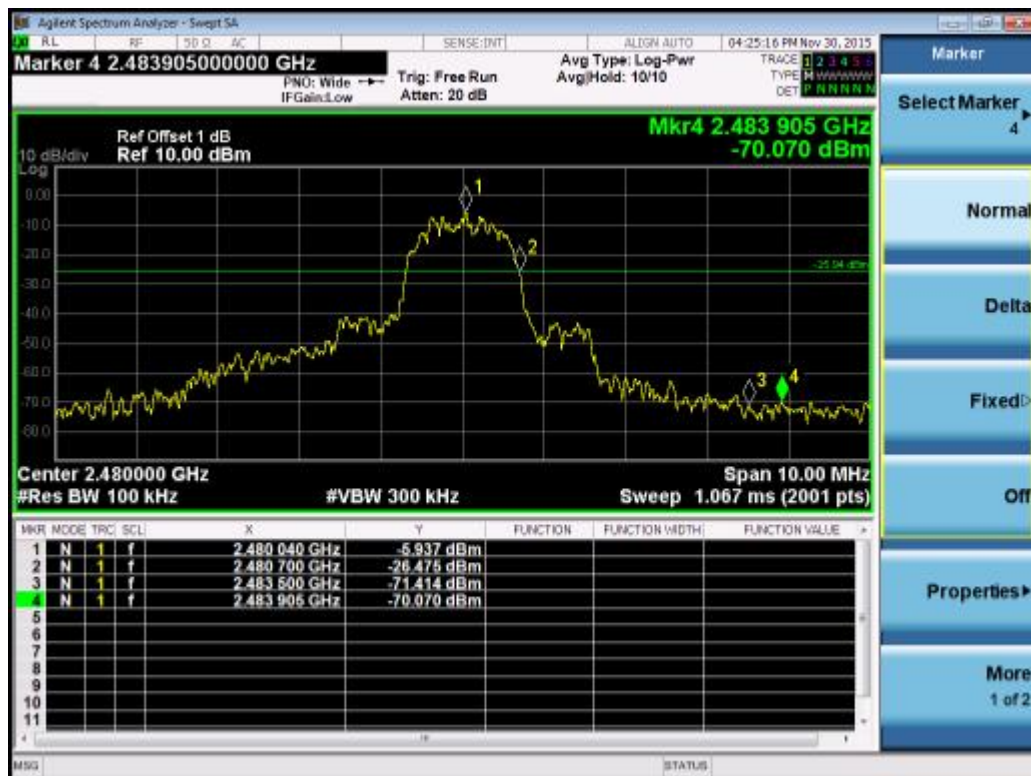 Agilent Spectrum Analyzer - Swept SA
RL RF 50 Ω AC SENSE:INT ALIGN AUTO 04:25:16 PM Nov 30, 2015
Marker 4 2.483905000000 GHz
PNO: Wide
IFGain:Low
Trig: Free Run
Atten: 20 dB
Avg Type: Log-Pwr
Avg|Hold: 10/10
TRACE 1 2 3 4 5 6
TYPE M WWWWW
DET P N N N N N
Ref Offset 1 dB
Mkr4 2.483 905 GHz
10 dB/div Ref 10.00 dBm
-70.070 dBm
Log
0.00
-10.0
-20.0
-30.0
-40.0
-50.0
-60.0
-70.0
-80.0
1
2
3
4
-25.94 dBm
Center 2.480000 GHz
Span 10.00 MHz
#Res BW 100 kHz
#VBW 300 kHz
Sweep 1.067 ms (2001 pts)
MKR MODE TRC SCL X Y FUNCTION FUNCTION WIDTH FUNCTION VALUE
1 N 1 f 2.480 040 GHz -5.937 dBm
2 N 1 f 2.480 700 GHz -26.475 dBm
3 N 1 f 2.483 500 GHz -71.414 dBm
4 N 1 f 2.483 905 GHz -70.070 dBm
5
6
7
8
9
10
11
MSG STATUS
Marker
Select Marker
4
Normal
Delta
Fixed
Off
Properties
More
1 of 2